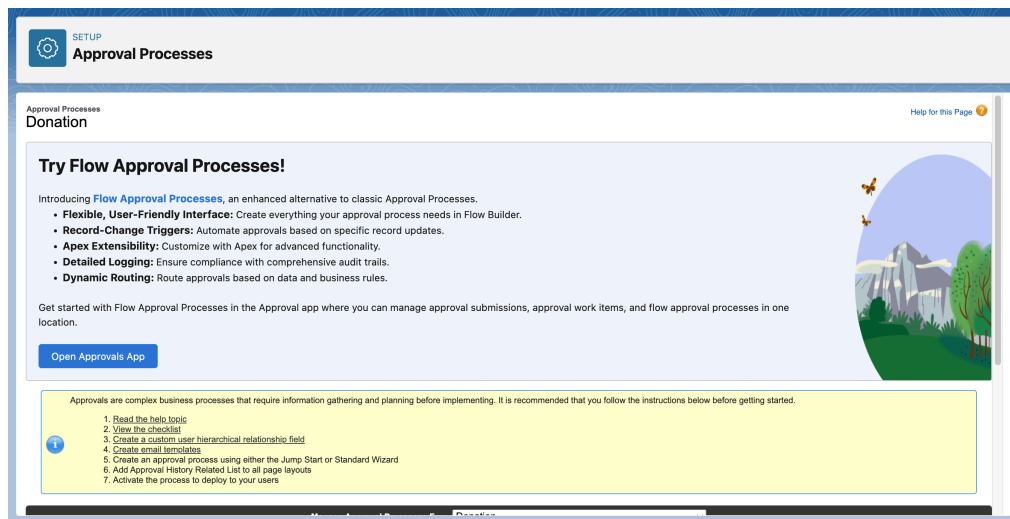 SETUP
Approval Processes
Approval Processes
Donation
Help for this Page ?
Try Flow Approval Processes!
Introducing Flow Approval Processes, an enhanced alternative to classic Approval Processes.
• Flexible, User-Friendly Interface: Create everything your approval process needs in Flow Builder.
• Record-Change Triggers: Automate approvals based on specific record updates.
• Apex Extensibility: Customize with Apex for advanced functionality.
• Detailed Logging: Ensure compliance with comprehensive audit trails.
• Dynamic Routing: Route approvals based on data and business rules.
Get started with Flow Approval Processes in the Approval app where you can manage approval submissions, approval work items, and flow approval processes in one
location.
Open Approvals App
Approvals are complex business processes that require information gathering and planning before implementing. It is recommended that you follow the instructions below before getting started.
1. Read the help topic
2. View the checklist
3. Create a custom user hierarchical relationship field
4. Create email templates
5. Create an approval process using either the Jump Start or Standard Wizard
6. Add Approval History Related List to all page layouts
7. Activate the process to deploy to your users
Donation